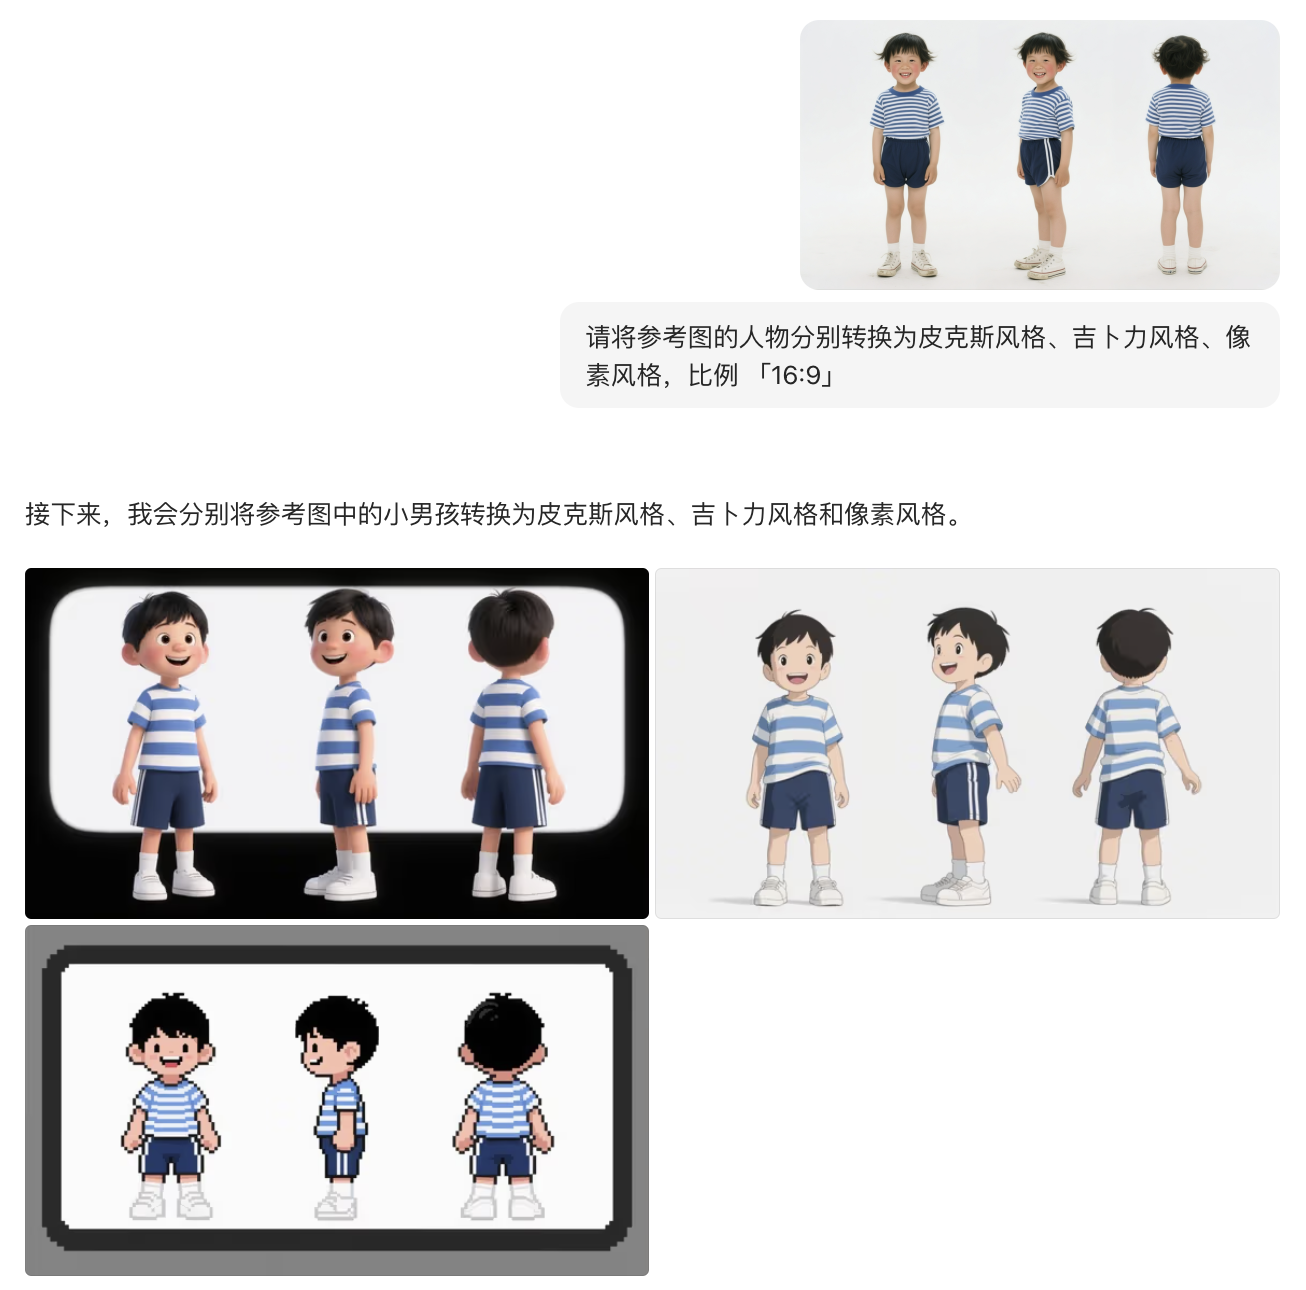 请将参考图的人物分别转换为皮克斯风格、吉卜力风格、像
素风格，比例 「16:9」
接下来，我会分别将参考图中的小男孩转换为皮克斯风格、吉卜力风格和像素风格。